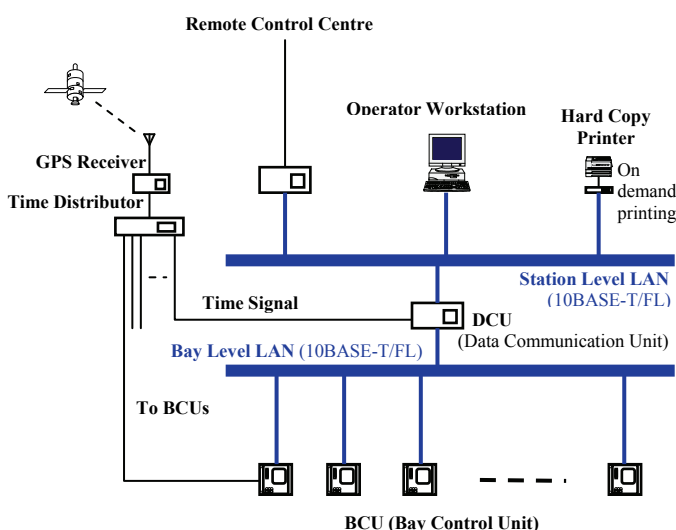 Remote Control Centre
Operator Workstation
Hard Copy
Printer
GPS Receiver
On
demand
printing
Time Distributor
Station Level LAN
(10BASE-T/FL)
Time Signal
DCU
(Data Communication Unit)
Bay Level LAN (10BASE-T/FL)
To BCUs
BCU (Bay Control Unit)